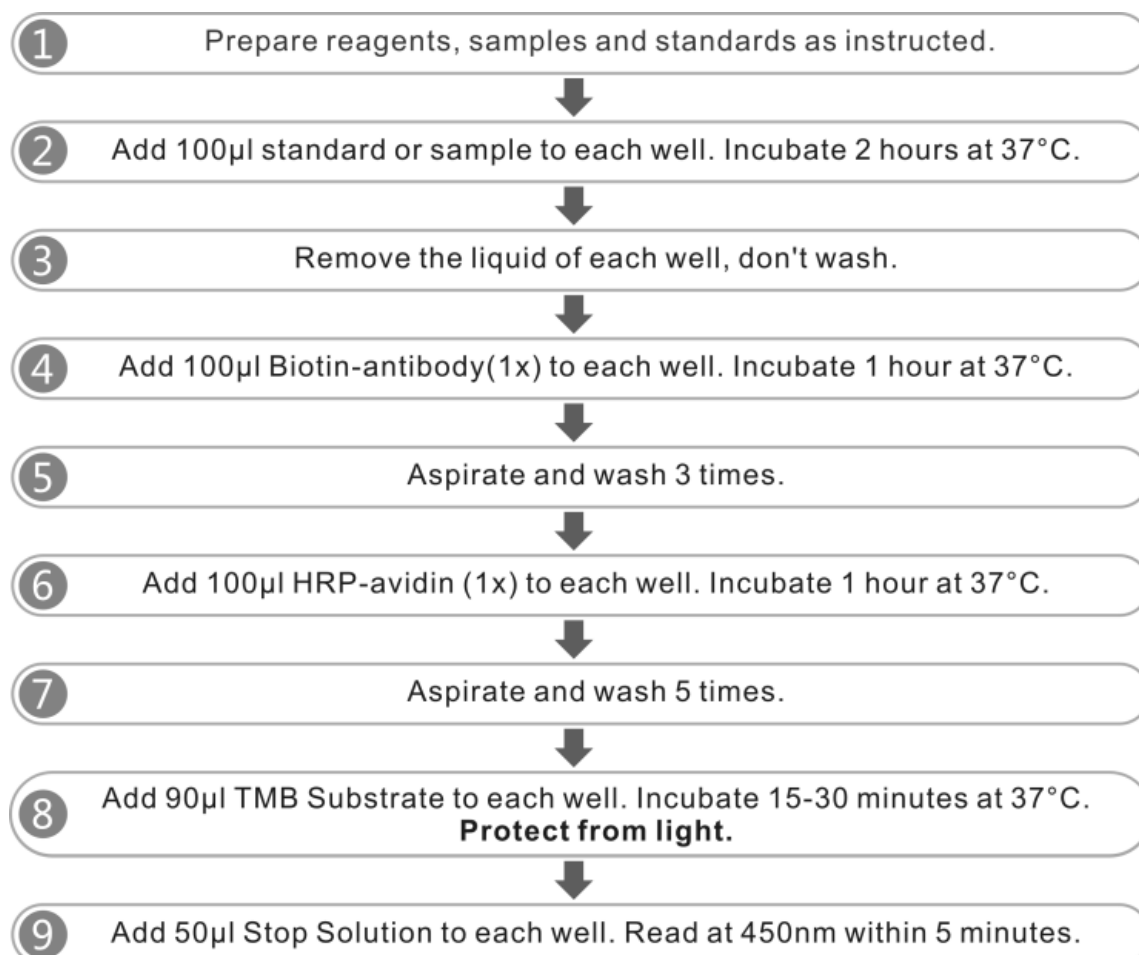 1 Prepare reagents, samples and standards as instructed.
2 Add 100μl standard or sample to each well. Incubate 2 hours at 37°C.
3 Remove the liquid of each well, don't wash.
4 Add 100μl Biotin-antibody(1x) to each well. Incubate 1 hour at 37°C.
5 Aspirate and wash 3 times.
6 Add 100μl HRP-avidin (1x) to each well. Incubate 1 hour at 37°C.
7 Aspirate and wash 5 times.
8 Add 90μl TMB Substrate to each well. Incubate 15-30 minutes at 37°C.
Protect from light.
9 Add 50μl Stop Solution to each well. Read at 450nm within 5 minutes.